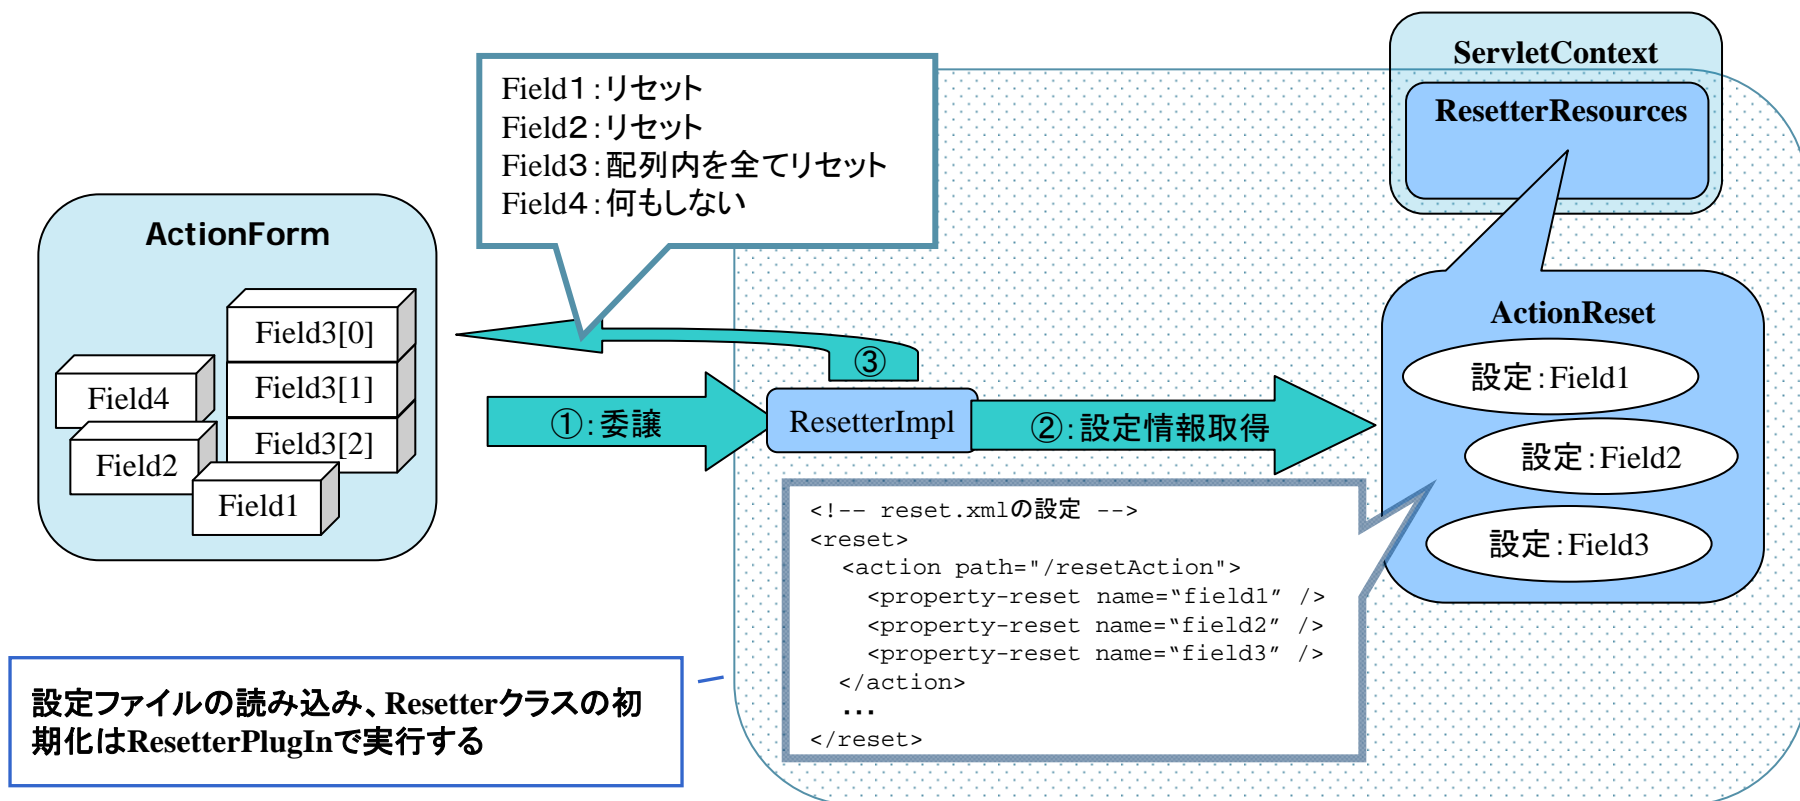 ServletContext
ResetterResources
Field1:リセット
Field2:リセット
Field3:配列内を全てリセット
Field4:何もしない
ActionForm
Field3[0]
Field3[1]
Field3[2]
Field4
Field2
Field1
③
①:委譲
ResetterImpl
②:設定情報取得
ActionReset
設定:Field1
設定:Field2
設定:Field3
<!-- reset.xmlの設定 -->
<reset>
<action path="/resetAction">
<property-reset name=“field1” />
<property-reset name=“field2” />
<property-reset name=“field3” />
</action>
・・・
</reset>
設定ファイルの読み込み、Resetterクラスの初
期化はResetterPlugInで実行する